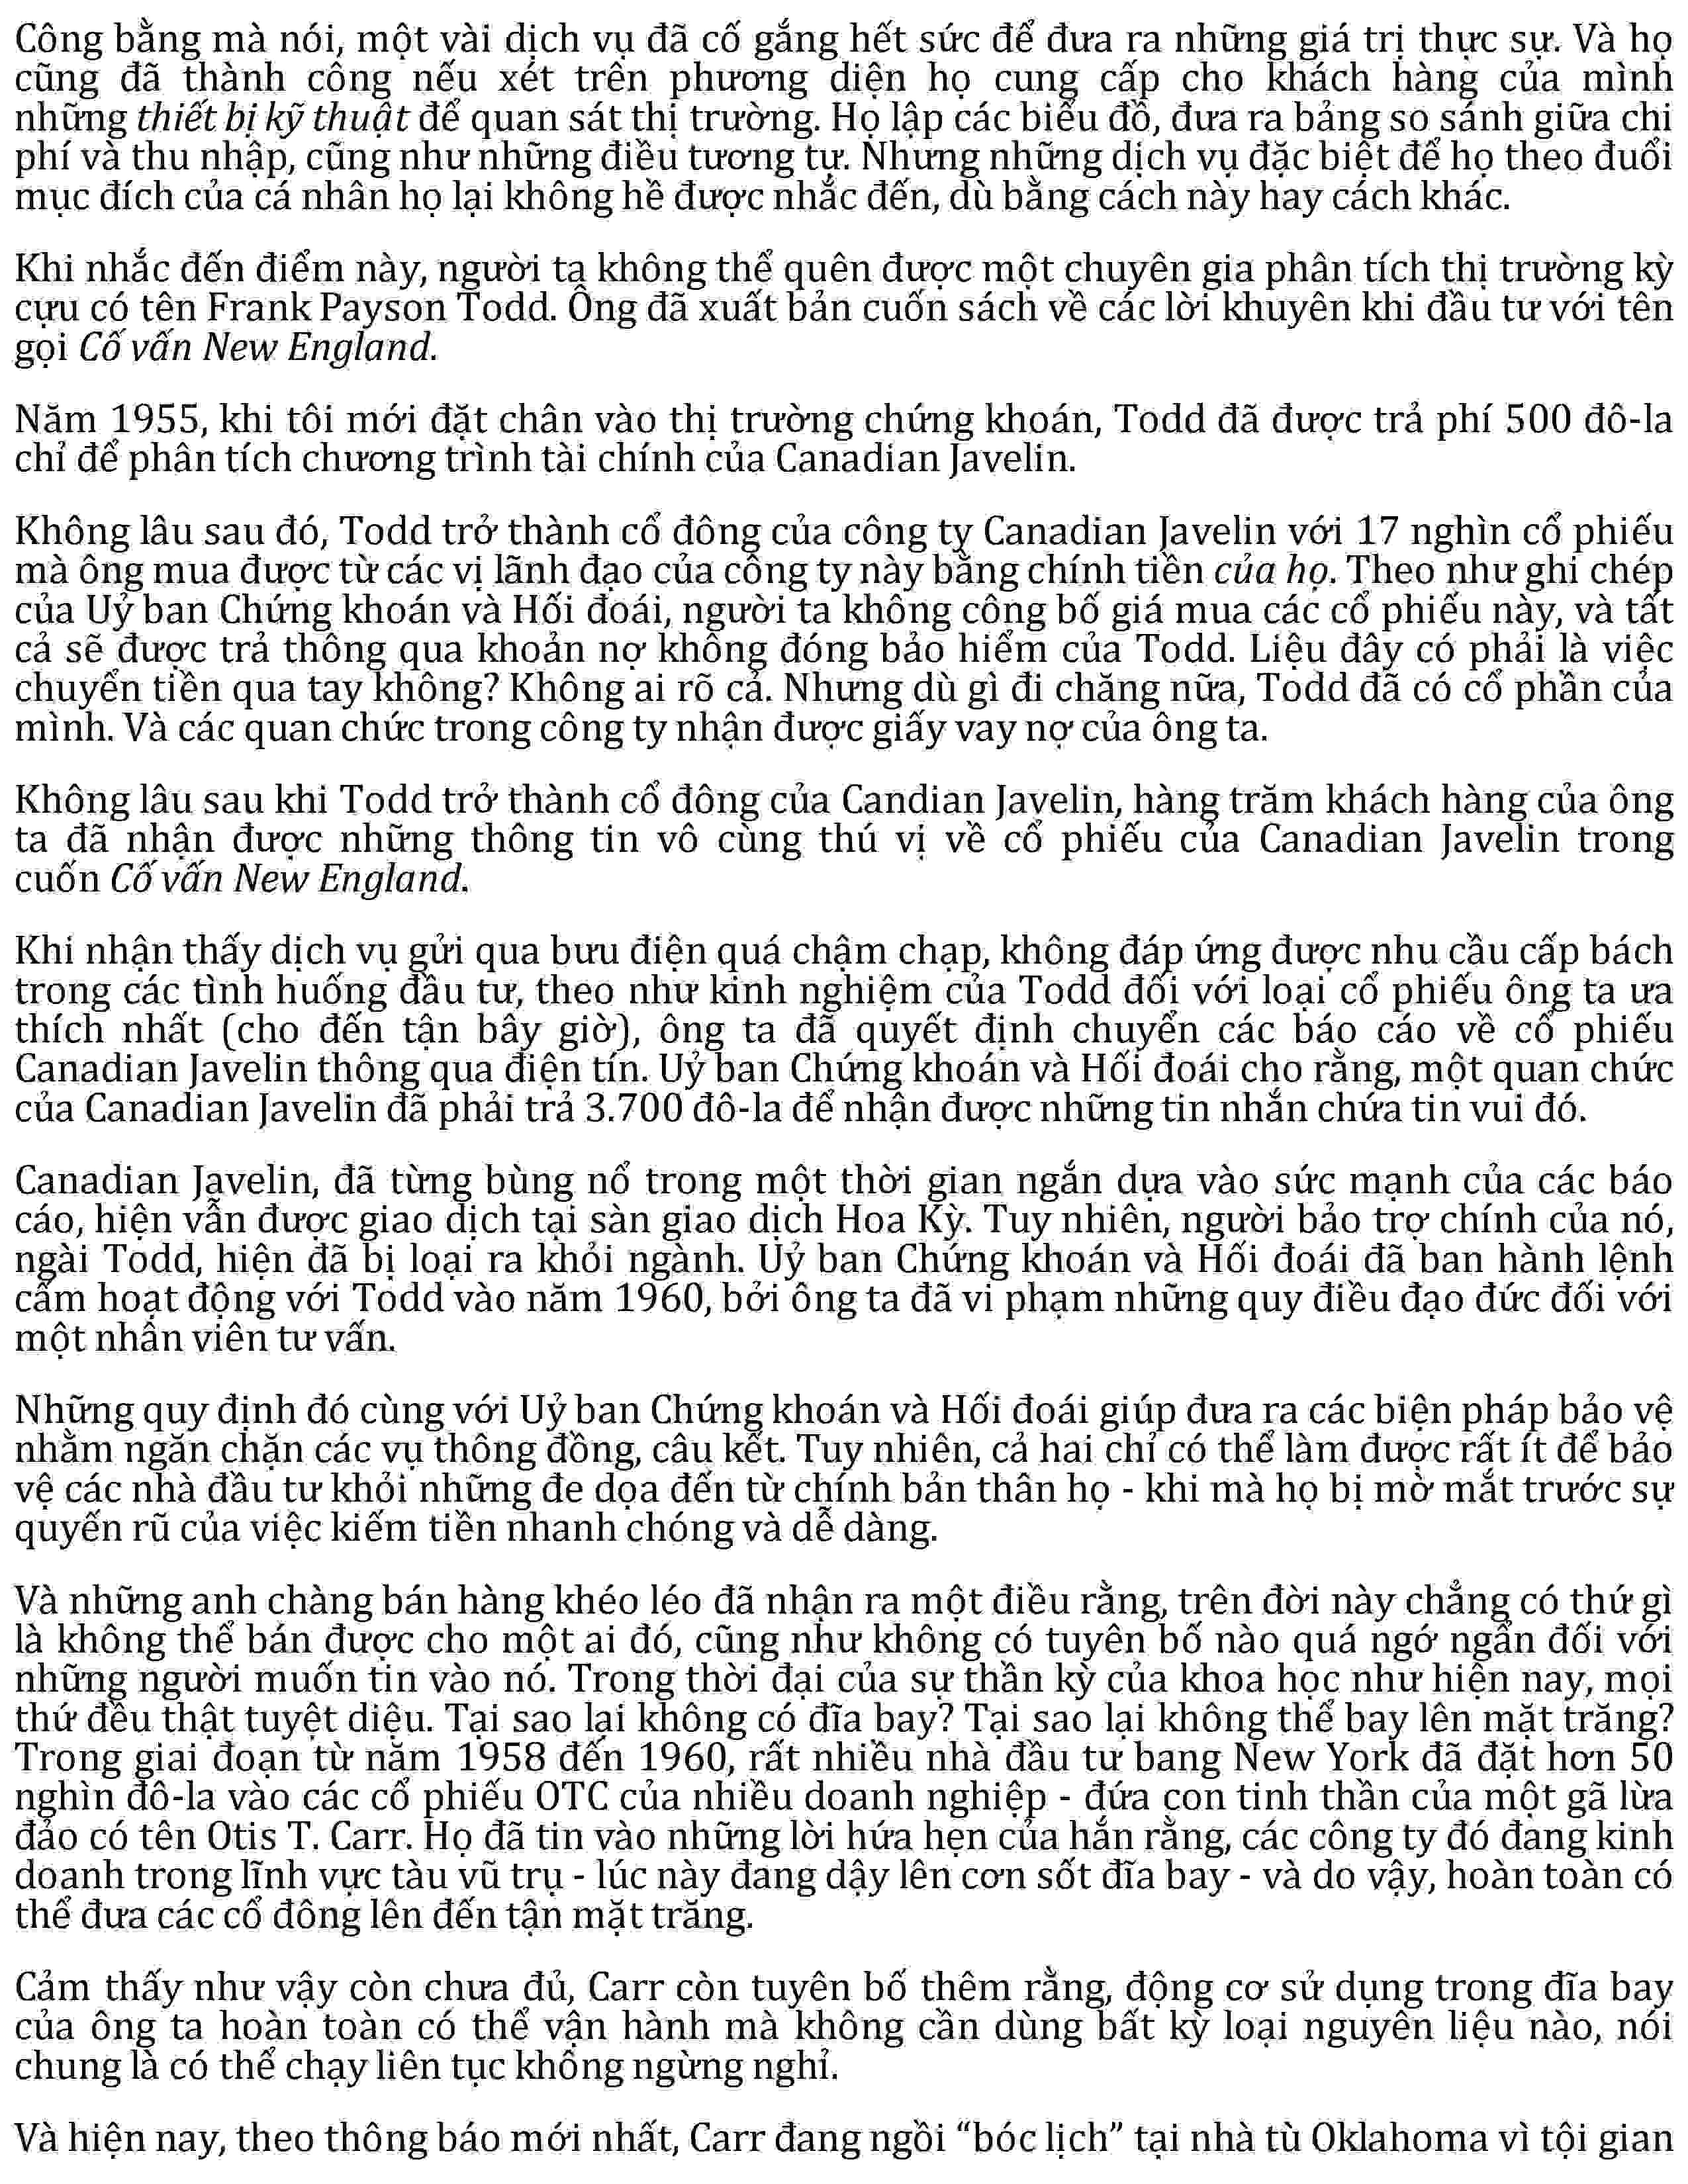 Công bằng mà nói, một vài dịch vụ đã cố gắng hết sức để đưa ra những giá trị thực sự. Và họ
cũng đã thành công nếu xét trên phương diện họ cung cấp cho khách hàng của mình
những thiết bị kỹ thuật để quan sát thị trường. Họ lập các biểu đồ, đưa ra bảng so sánh giữa chi
phí và thu nhập, cũng như những điều tương tự. Nhưng những dịch vụ đặc biệt để họ theo đuổi
mục đích của cá nhân họ lại không hề được nhắc đến, dù bằng cách này hay cách khác.
Khi nhắc đến điểm này, người ta không thể quên được một chuyên gia phân tích thị trường kỳ
cựu có tên Frank Payson Todd. Ông đã xuất bản cuốn sách về các lời khuyên khi đầu tư với tên
gọi Cố vấn New England.
Năm 1955, khi tôi mới đặt chân vào thị trường chứng khoán, Todd đã được trả phí 500 đô-la
chỉ để phân tích chương trình tài chính của Canadian Javelin.
Không lâu sau đó, Todd trở thành cổ đông của công ty Canadian Javelin với 17 nghìn cổ phiếu
mà ông mua được từ các vị lãnh đạo của công ty này bằng chính tiền của họ. Theo như ghi chép
của Uỷ ban Chứng khoán và Hối đoái, người ta không công bố giá mua các cổ phiếu này, và tất
cả sẽ được trả thông qua khoản nợ không đóng bảo hiểm của Todd. Liệu đây có phải là việc
chuyển tiền qua tay không? Không ai rõ cả. Nhưng dù gì đi chăng nữa, Todd đã có cổ phần của
mình. Và các quan chức trong công ty nhận được giấy vay nợ của ông ta.
Không lâu sau khi Todd trở thành cổ đông của Candian Javelin, hàng trăm khách hàng của ông
ta đã nhận được những thông tin vô cùng thú vị về cổ phiếu của Canadian Javelin trong
cuốn Cố vấn New England.
Khi nhận thấy dịch vụ gửi qua bưu điện quá chậm chạp, không đáp ứng được nhu cầu cấp bách
trong các tình huống đầu tư, theo như kinh nghiệm của Todd đối với loại cổ phiếu ông ta ưa
thích nhất (cho đến tận bây giờ), ông ta đã quyết định chuyển các báo cáo về cổ phiếu
Canadian Javelin thông qua điện tín. Uỷ ban Chứng khoán và Hối đoái cho rằng, một quan chức
của Canadian Javelin đã phải trả 3.700 đô-la để nhận được những tin nhắn chứa tin vui đó.
Canadian Javelin, đã từng bùng nổ trong một thời gian ngắn dựa vào sức mạnh của các báo
cáo, hiện vẫn được giao dịch tại sàn giao dịch Hoa Kỳ. Tuy nhiên, người bảo trợ chính của nó,
ngài Todd, hiện đã bị loại ra khỏi ngành. Uỷ ban Chứng khoán và Hối đoái đã ban hành lệnh
cấm hoạt động với Todd vào năm 1960, bởi ông ta đã vi phạm những quy điều đạo đức đối với
một nhân viên tư vấn.
Những quy định đó cùng với Uỷ ban Chứng khoán và Hối đoái giúp đưa ra các biện pháp bảo vệ
nhằm ngăn chặn các vụ thông đồng, câu kết. Tuy nhiên, cả hai chỉ có thể làm được rất ít để bảo
vệ các nhà đầu tư khỏi những đe dọa đến từ chính bản thân họ - khi mà họ bị mờ mắt trước sự
quyến rũ của việc kiếm tiền nhanh chóng và dễ dàng.
Và những anh chàng bán hàng khéo léo đã nhận ra một điều rằng, trên đời này chẳng có thứ gì
là không thể bán được cho một ai đó, cũng như không có tuyên bố nào quá ngớ ngẩn đối với
những người muốn tin vào nó. Trong thời đại của sự thần kỳ của khoa học như hiện nay, mọi
thứ đều thật tuyệt diệu. Tại sao lại không có đĩa bay? Tại sao lại không thể bay lên mặt trăng?
Trong giai đoạn từ năm 1958 đến 1960, rất nhiều nhà đầu tư bang New York đã đặt hơn 50
nghìn đô-la vào các cổ phiếu OTC của nhiều doanh nghiệp - đứa con tinh thần của một gã lừa
đảo có tên Otis T. Carr. Họ đã tin vào những lời hứa hẹn của hắn rằng, các công ty đó đang kinh
doanh trong lĩnh vực tàu vũ trụ - lúc này đang dậy lên cơn sốt đĩa bay - và do vậy, hoàn toàn có
thể đưa các cổ đông lên đến tận mặt trăng.
Cảm thấy như vậy còn chưa đủ, Carr còn tuyên bố thêm rằng, động cơ sử dụng trong đĩa bay
của ông ta hoàn toàn có thể vận hành mà không cần dùng bất kỳ loại nguyên liệu nào, nói
chung là có thể chạy liên tục không ngừng nghỉ.
Và hiện nay, theo thông báo mới nhất, Carr đang ngồi “bóc lịch” tại nhà tù Oklahoma vì tội gian